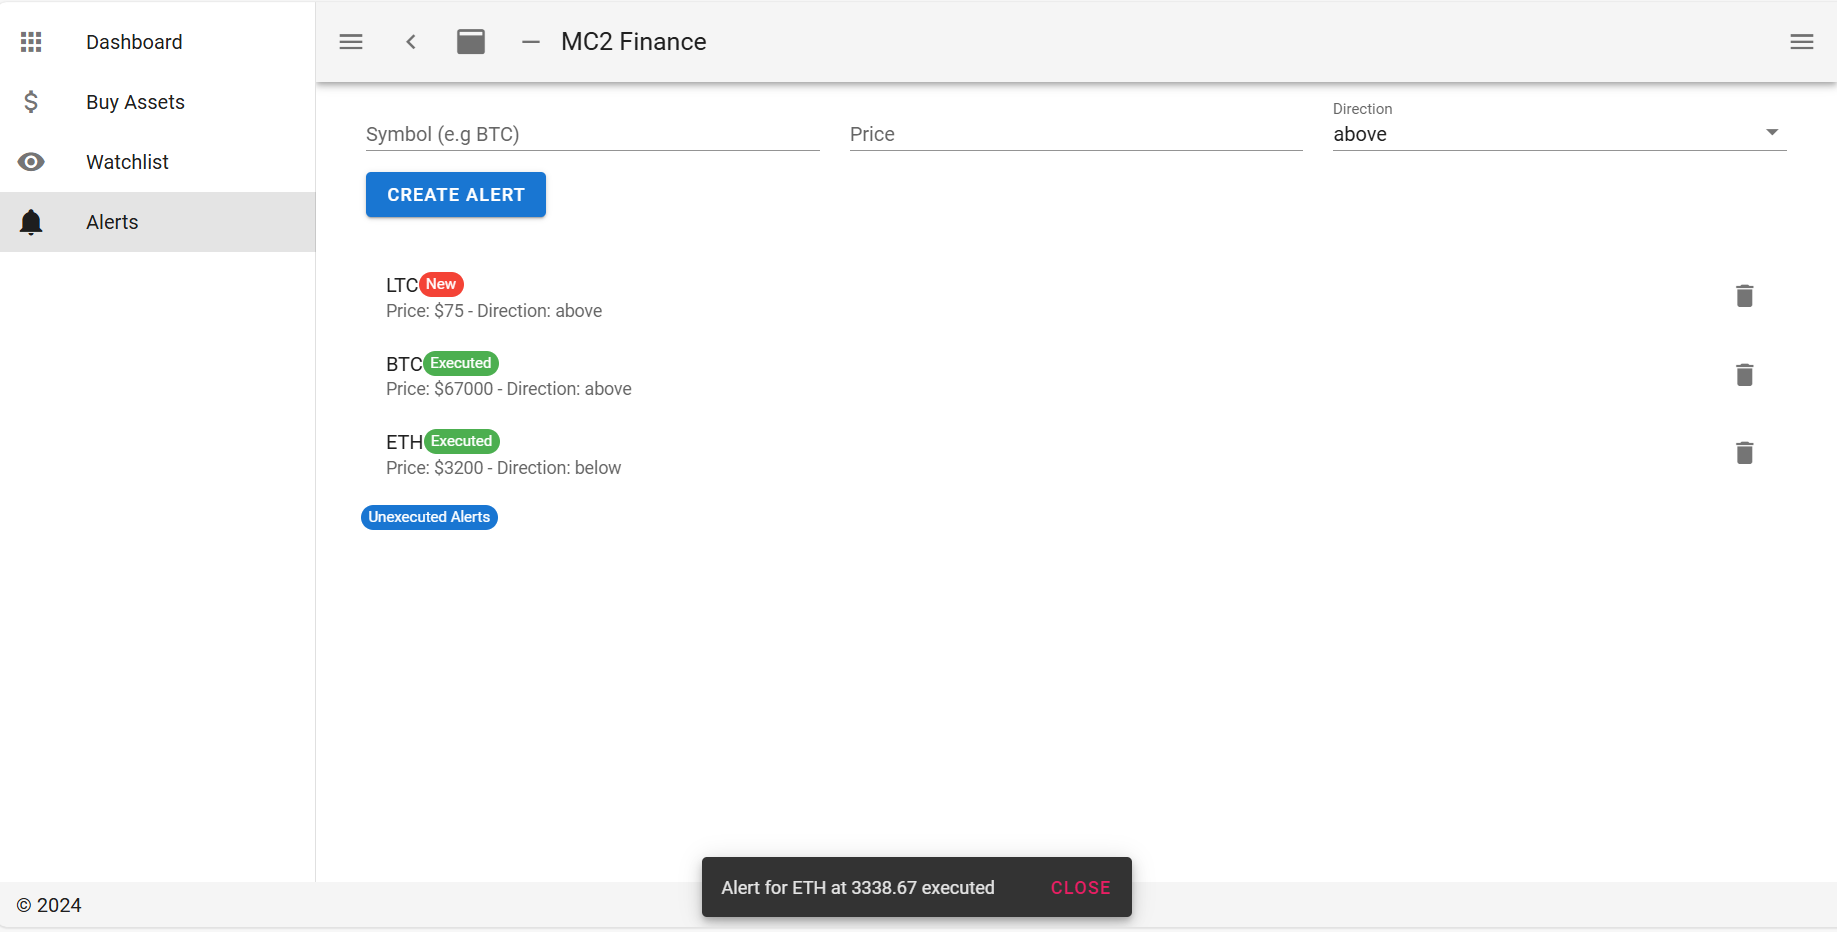 Dashboard
Buy Assets
Watchlist
Alerts
MC2 Finance
Symbol (e.g BTC)
Price
Direction
above
CREATE ALERT
LTC New
Price: $75 - Direction: above
BTC Executed
Price: $67000 - Direction: above
ETH Executed
Price: $3200 - Direction: below
Unexecuted Alerts
Alert for ETH at 3338.67 executed CLOSE
© 2024